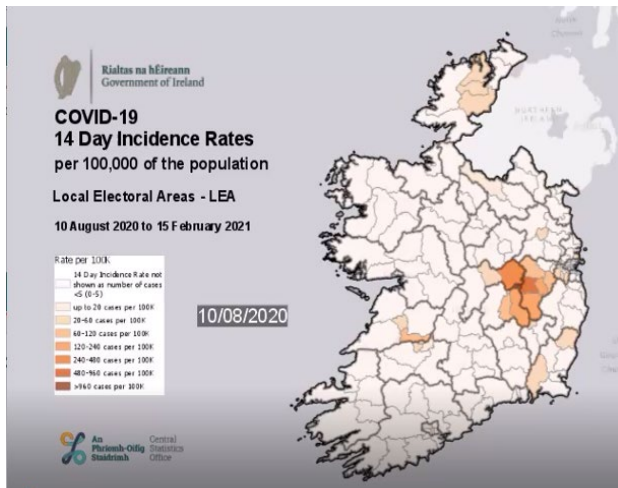 Rialtas na hÉireann
Government of Ireland
COVID-19
14 Day Incidence Rates
per 100,000 of the population
Local Electoral Areas - LEA
10 August 2020 to 15 February 2021
Rate per 100K
14 Day Incidence Rate not
shown as number of cases
<5 (0-5)
up to 20 cases per 100K
20-60 cases per 100K
60-120 cases per 100K
120-240 cases per 100K
240-480 cases per 100K
480-960 cases per 100K
>960 cases per 100K
10/08/2020
NORTHERN
IRELAND
An
Phríomh-Oifig
Staidrimh
Central
Statistics
Office